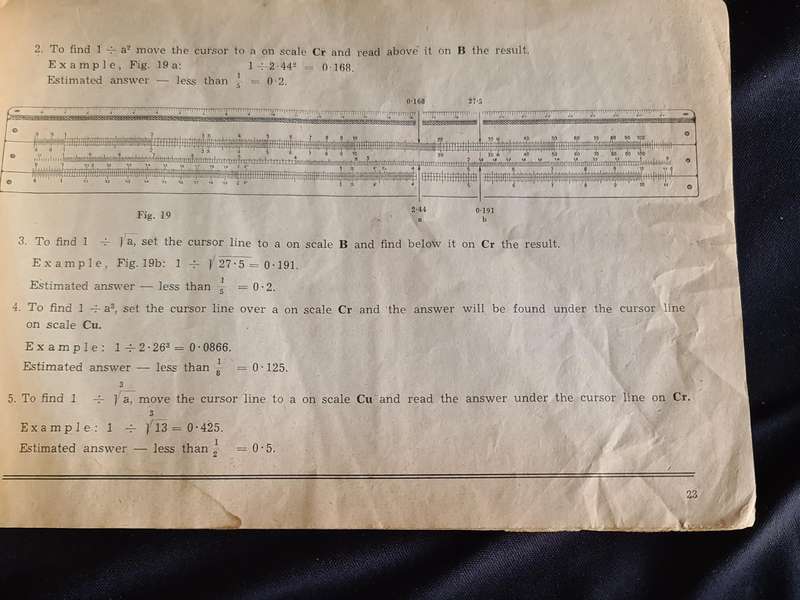 2. To find 1 ÷ a² move the cursor to a on scale Cr and read above it on B the result.
Example, Fig. 19 a: 1 ÷ 2·44² = 0·168.
Estimated answer — less than 1/5 = 0·2.
0·168 27·5
Fig. 19
2·44 0·191
a b
3. To find 1 ÷ √a, set the cursor line to a on scale B and find below it on Cr the result.
Example, Fig. 19b: 1 ÷ √27·5 = 0·191.
Estimated answer — less than 1/5 = 0·2.
4. To find 1 ÷ a³, set the cursor line over a on scale Cr and the answer will be found under the cursor line
on scale Cu.
Example: 1 ÷ 2·26³ = 0·0866.
Estimated answer — less than 1/8 = 0·125.
5. To find 1 ÷ ∛a, move the cursor line to a on scale Cu and read the answer under the cursor line on Cr.
Example: 1 ÷ ∛13 = 0·425.
Estimated answer — less than 1/2 = 0·5.
23